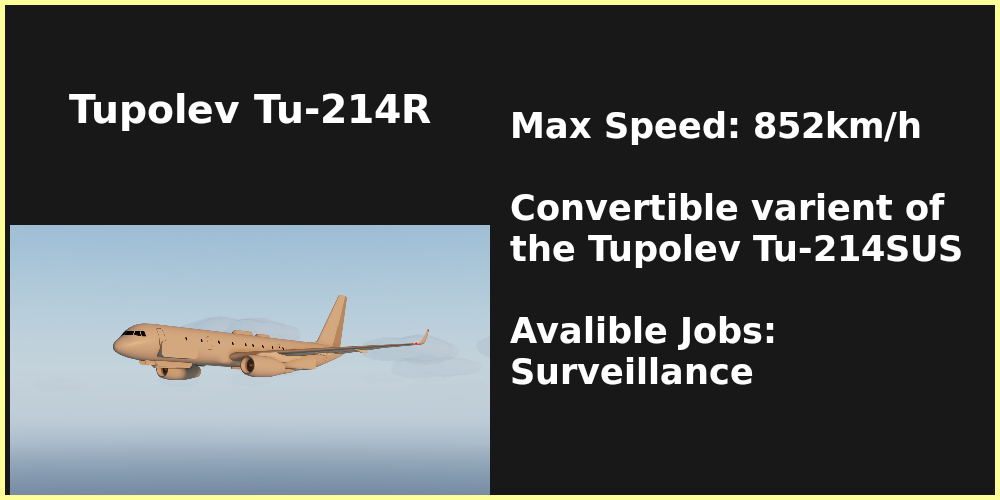 Tupolev Tu-214R
Max Speed: 852km/h
Convertible varient of
the Tupolev Tu-214SUS
Avalible Jobs:
Surveillance